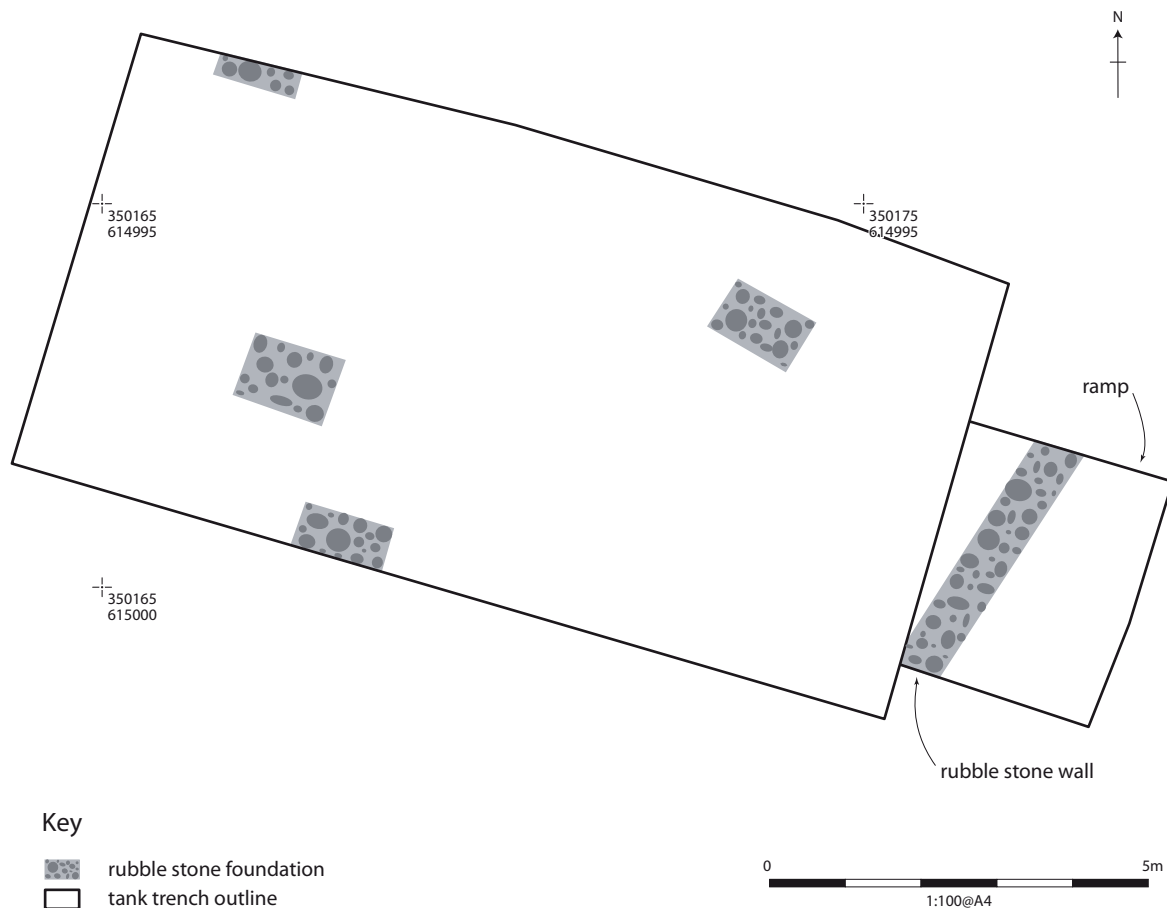 N
350165
614995
350175
614995
ramp
350165
615000
rubble stone wall
Key
rubble stone foundation
tank trench outline
0 5m
1:100@A4